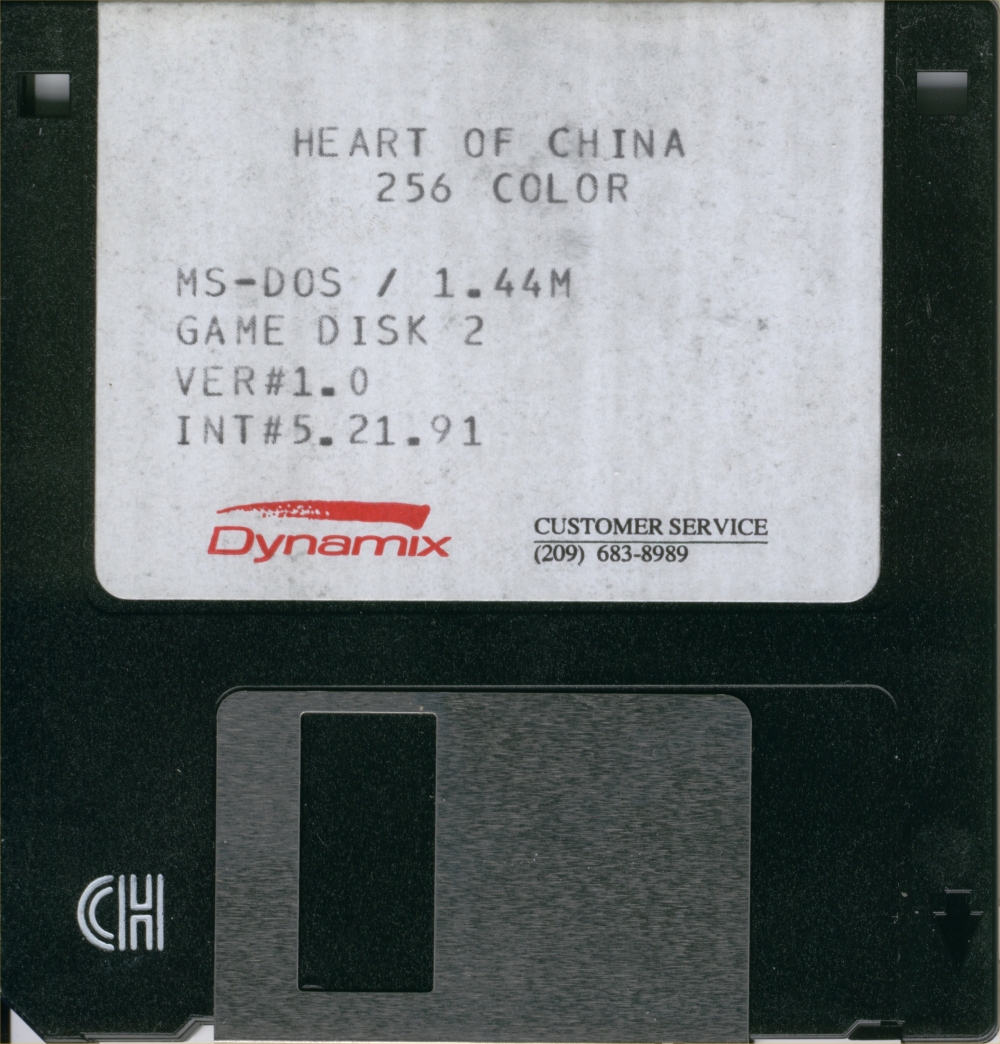 HEART OF CHINA
256 COLOR
MS-DOS / 1.44M
GAME DISK 2
VER#1.0
INT#5.21.91
Dynamix
CUSTOMER SERVICE
(209) 683-8989
CH